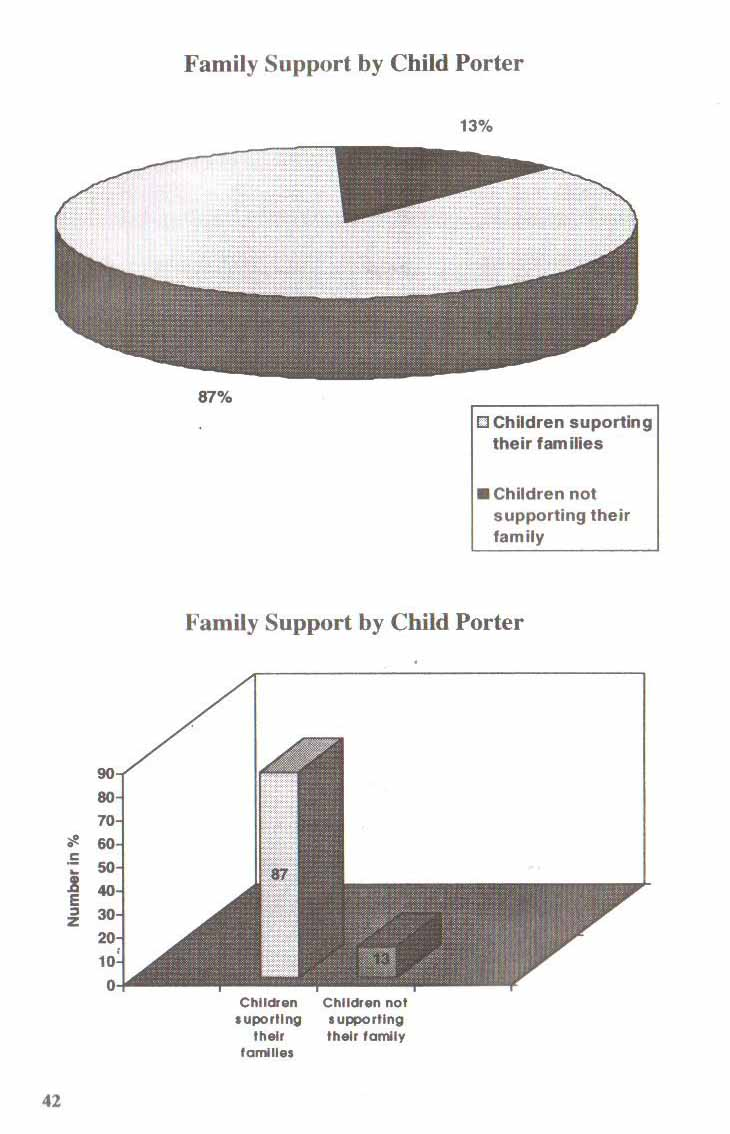 Family Support by Child Porter
13%
87%
Children suporting
their families
Children not
supporting their
family
Family Support by Child Porter
Number in %
90
80
70
60
50
40
30
20
10
0
87
13
Children
suporting
their
families
Children not
supporting
their family
42